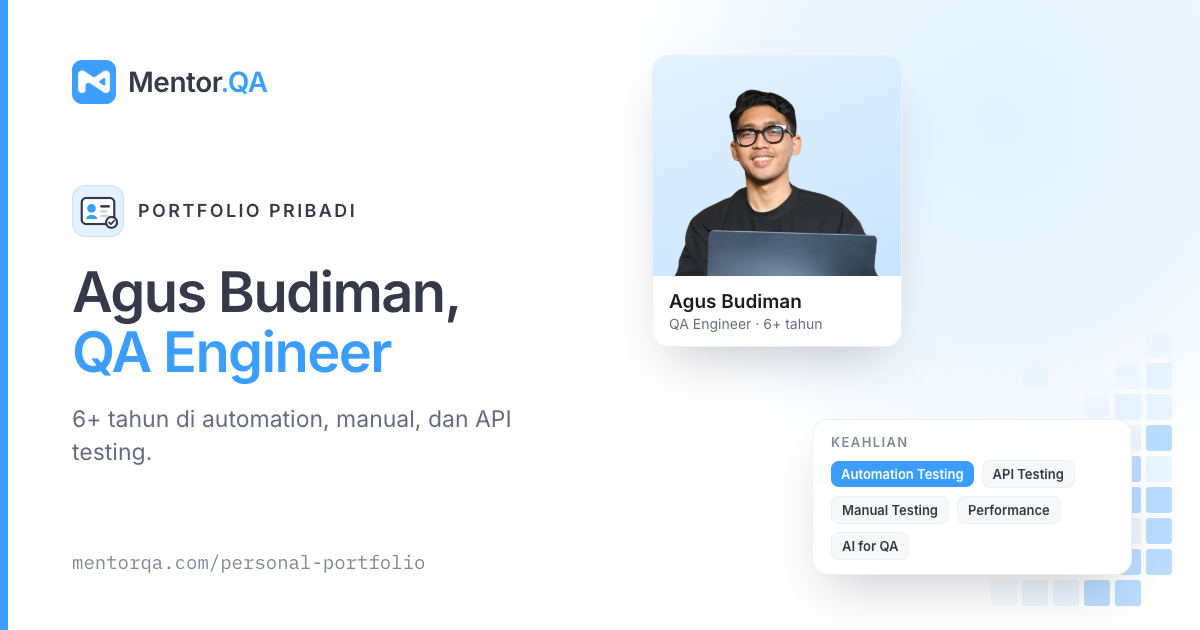 Mentor.QA
PORTFOLIO PRIBADI
Agus Budiman,
QA Engineer
6+ tahun di automation, manual, dan API
testing.
mentorqa.com/personal-portfolio
Agus Budiman
QA Engineer · 6+ tahun
KEAHLIAN
Automation Testing API Testing
Manual Testing Performance
AI for QA